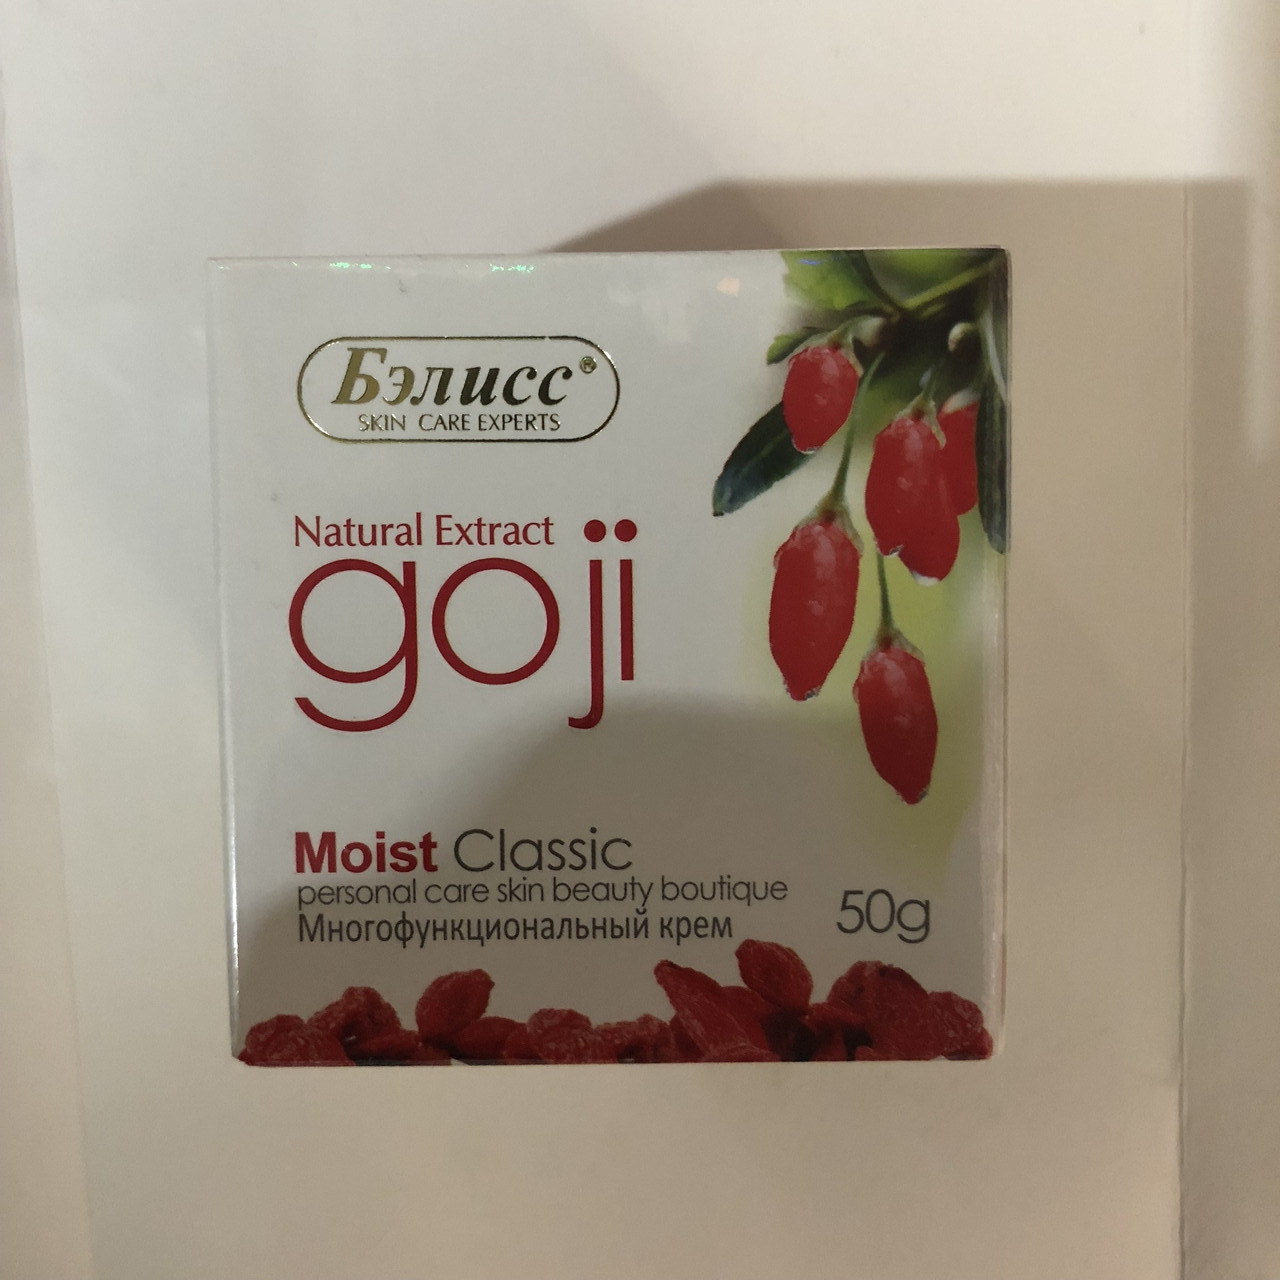 Бэлисс®
SKIN CARE EXPERTS
Natural Extract
goji
Moist Classic
personal care skin beauty boutique
Многофункциональный крем
50g